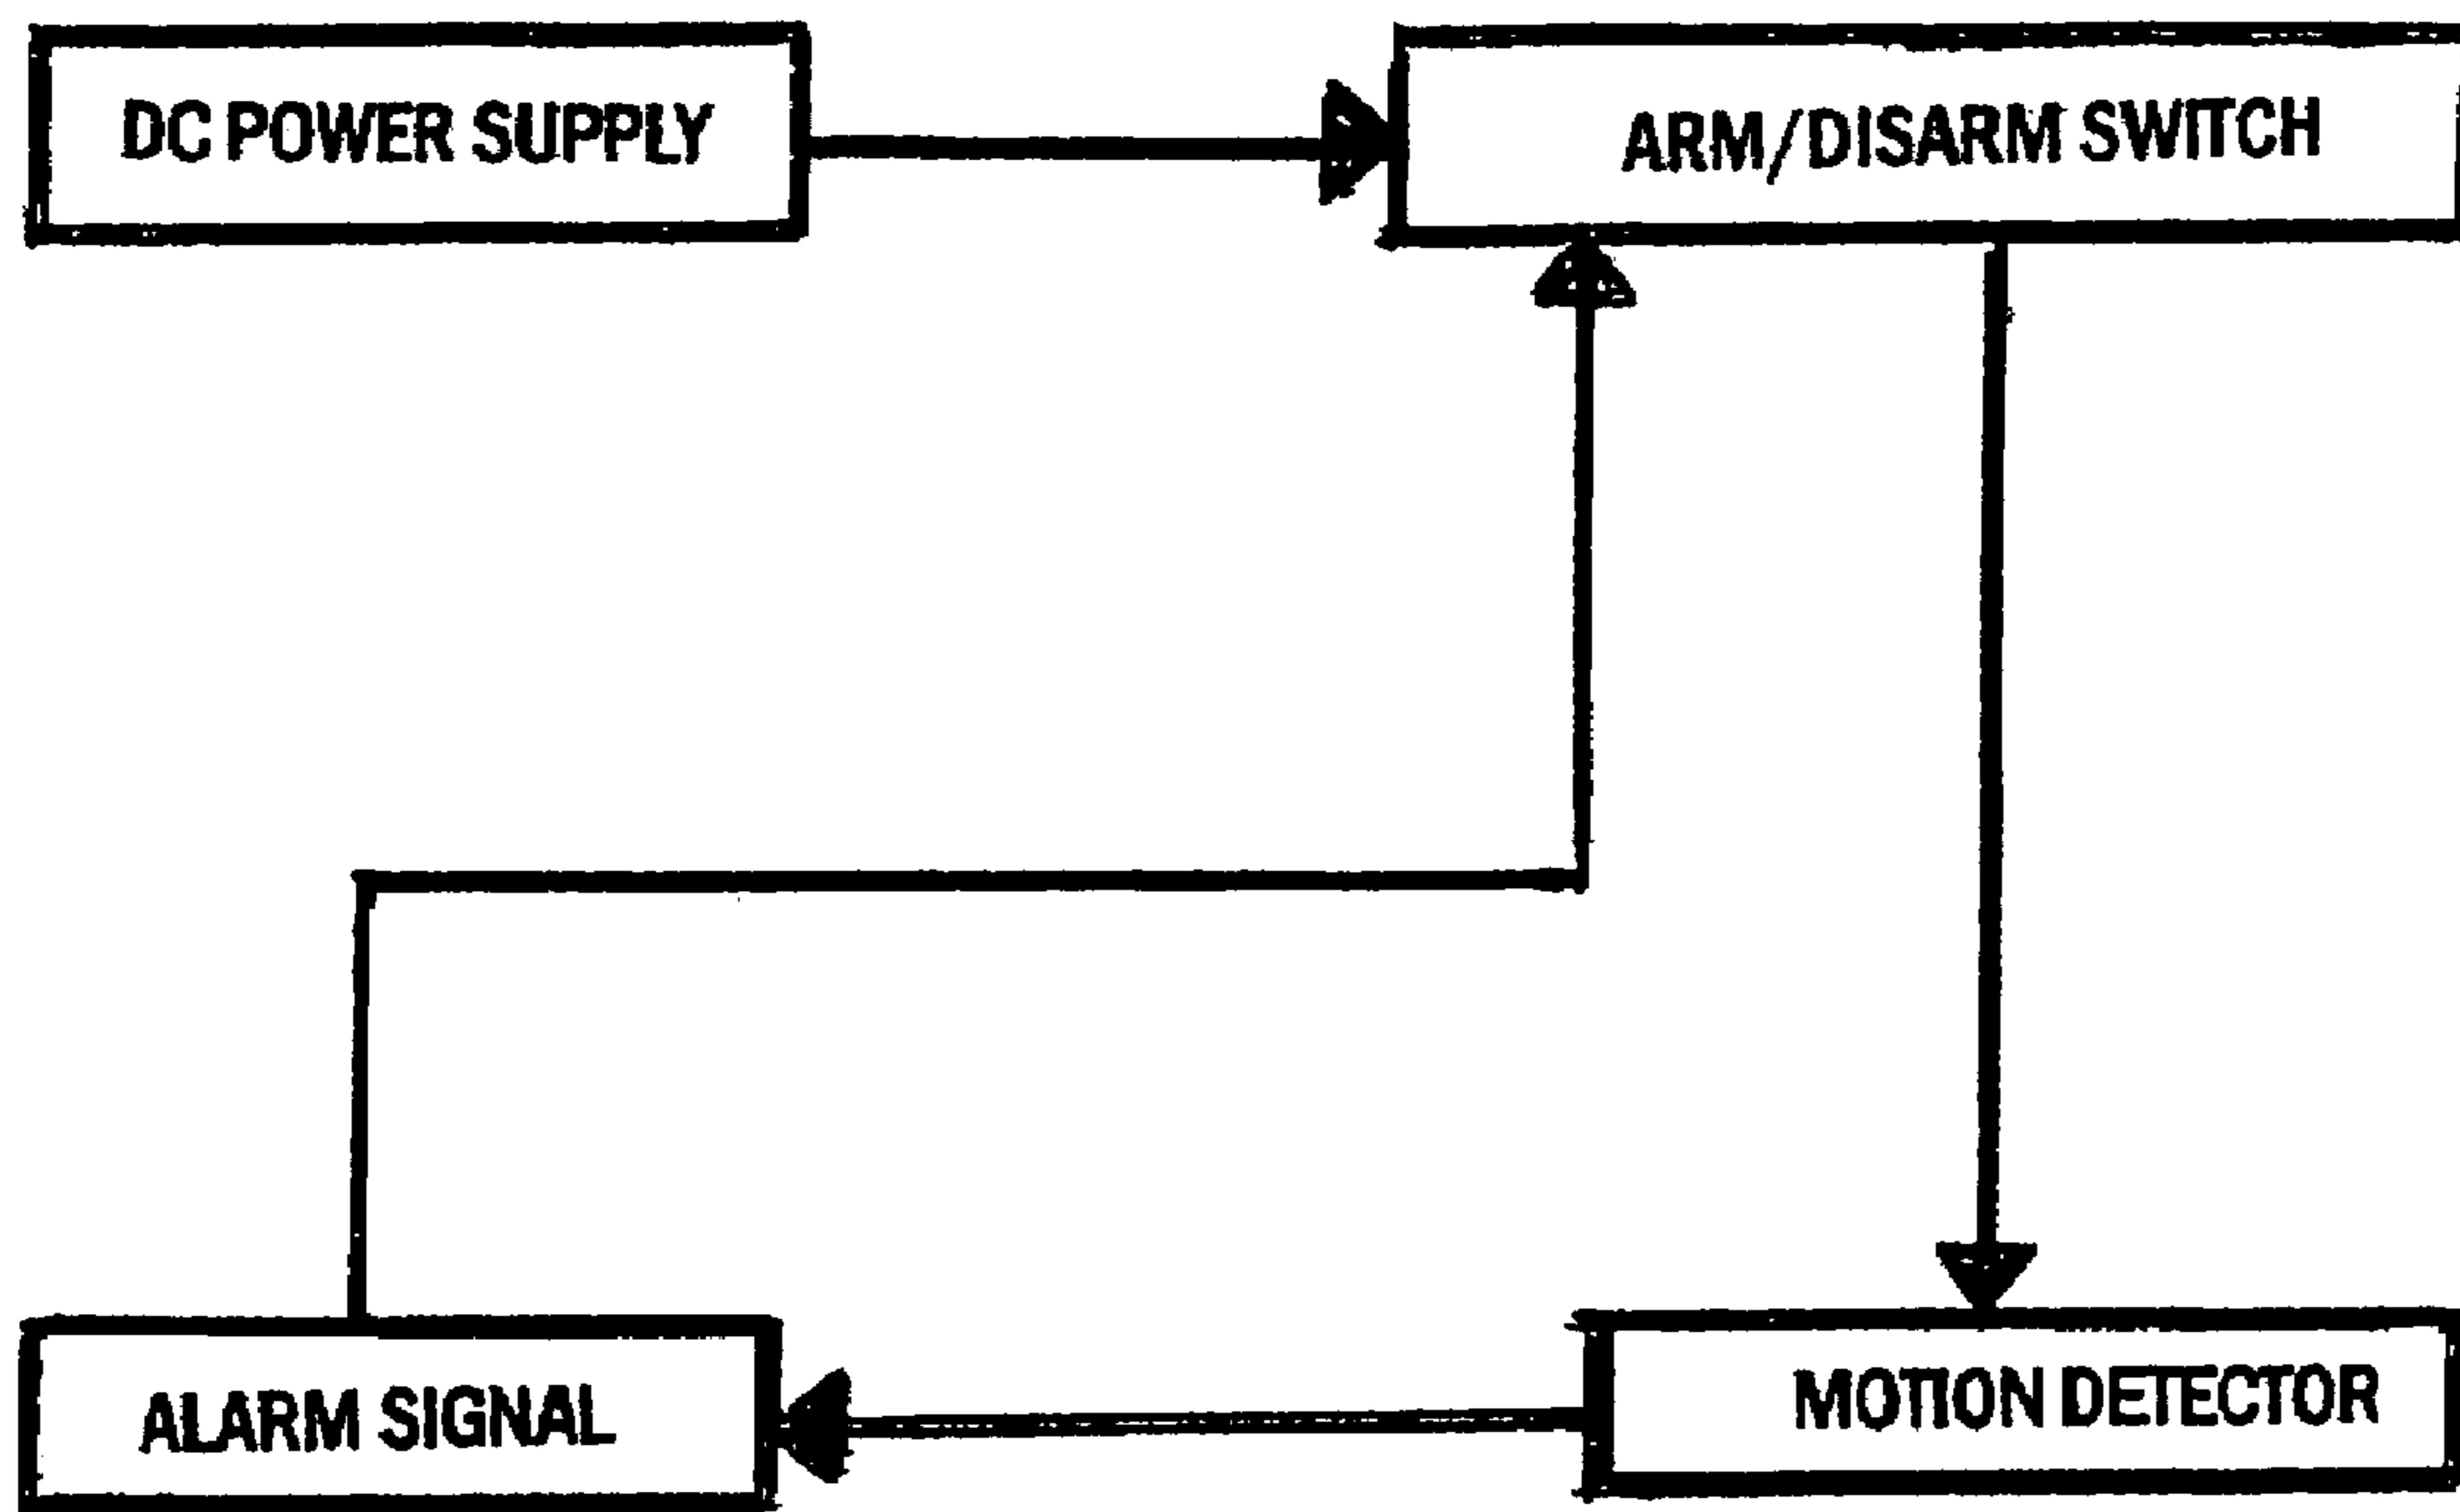 DC POWER SUPPLY
ARM/DISARM SWITCH
ALARM SIGNAL
MOTION DETECTOR